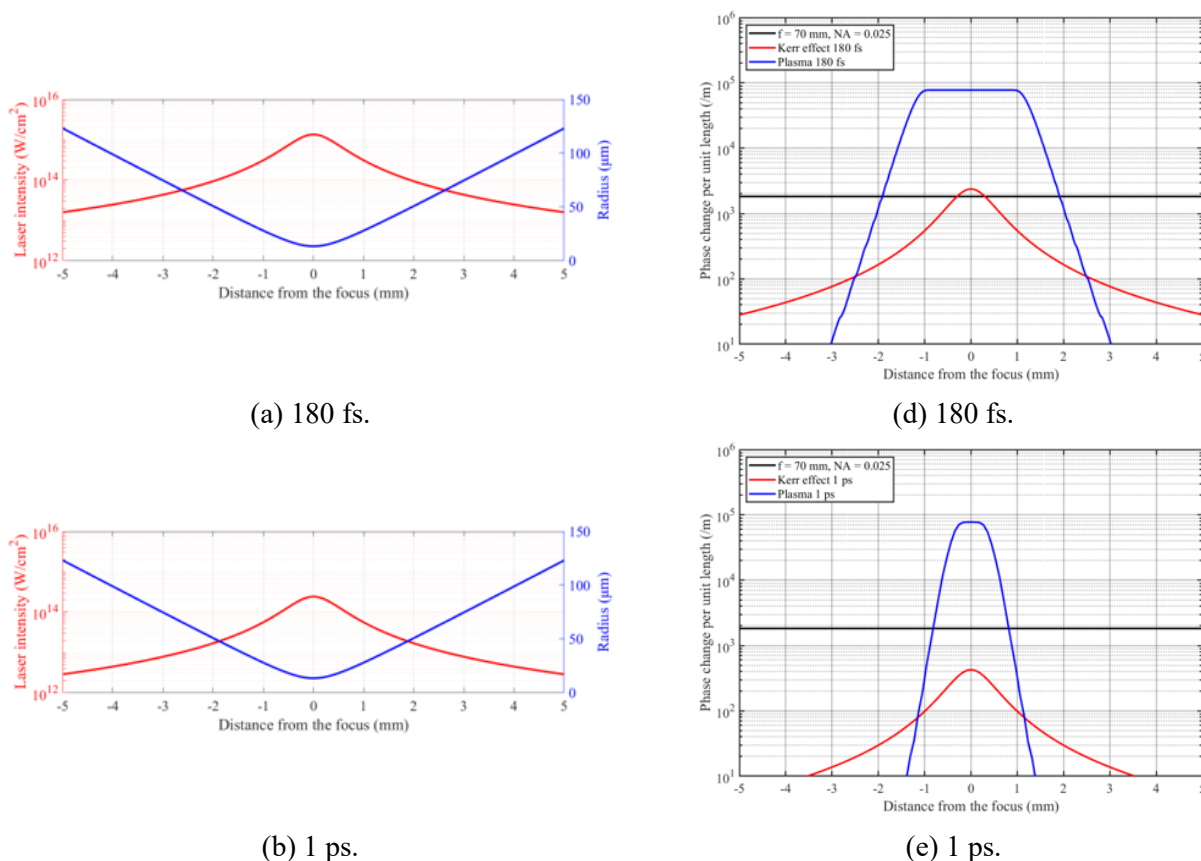 10^16
10^14
10^12
Laser intensity (W/cm^2)
150
100
50
0
Radius (μm)
-5 -4 -3 -2 -1 0 1 2 3 4 5
Distance from the focus (mm)
(a) 180 fs.
10^6
10^5
10^4
10^3
10^2
10^1
Phase change per unit length (/m)
f = 70 mm, NA = 0.025
Kerr effect 180 fs
Plasma 180 fs
-5 -4 -3 -2 -1 0 1 2 3 4 5
Distance from the focus (mm)
(d) 180 fs.
10^16
10^14
10^12
Laser intensity (W/cm^2)
150
100
50
0
Radius (μm)
-5 -4 -3 -2 -1 0 1 2 3 4 5
Distance from the focus (mm)
(b) 1 ps.
10^6
10^5
10^4
10^3
10^2
10^1
Phase change per unit length (/m)
f = 70 mm, NA = 0.025
Kerr effect 1 ps
Plasma 1 ps
-5 -4 -3 -2 -1 0 1 2 3 4 5
Distance from the focus (mm)
(e) 1 ps.